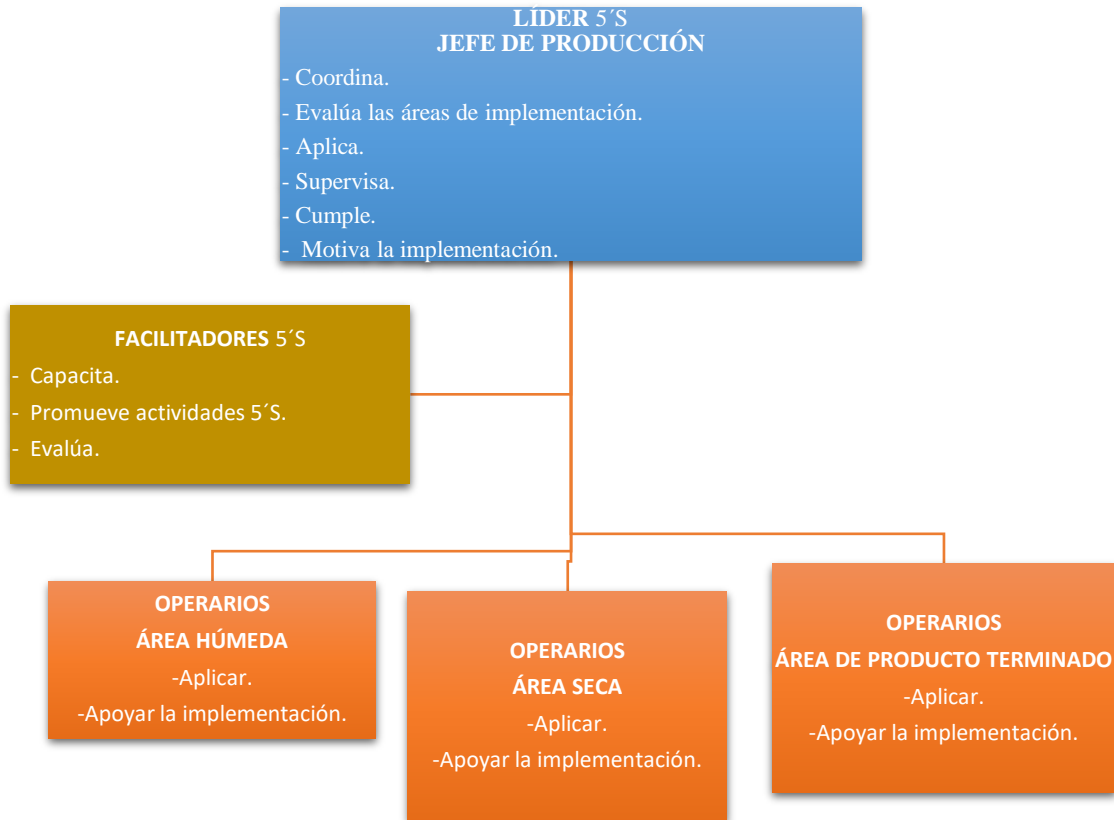 LÍDER 5´S
JEFE DE PRODUCCIÓN
- Coordina.
- Evalúa las áreas de implementación.
- Aplica.
- Supervisa.
- Cumple.
- Motiva la implementación.
FACILITADORES 5´S
- Capacita.
- Promueve actividades 5´S.
- Evalúa.
OPERARIOS
ÁREA HÚMEDA
-Aplicar.
-Apoyar la implementación.
OPERARIOS
ÁREA SECA
-Aplicar.
-Apoyar la implementación.
OPERARIOS
ÁREA DE PRODUCTO TERMINADO
-Aplicar.
-Apoyar la implementación.